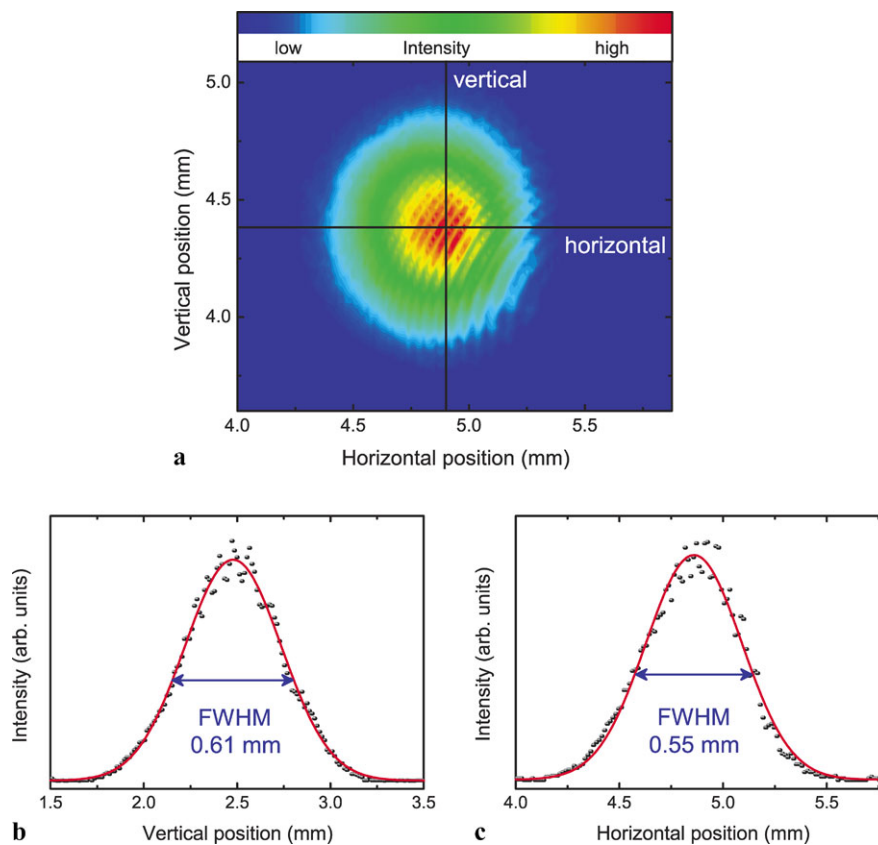 low Intensity high
vertical
horizontal
5.0
4.5
4.0
Vertical position (mm)
4.0 4.5 5.0 5.5
Horizontal position (mm)
a
Intensity (arb. units)
FWHM
0.61 mm
1.5 2.0 2.5 3.0 3.5
Vertical position (mm)
b
Intensity (arb. units)
FWHM
0.55 mm
4.0 4.5 5.0 5.5
Horizontal position (mm)
c